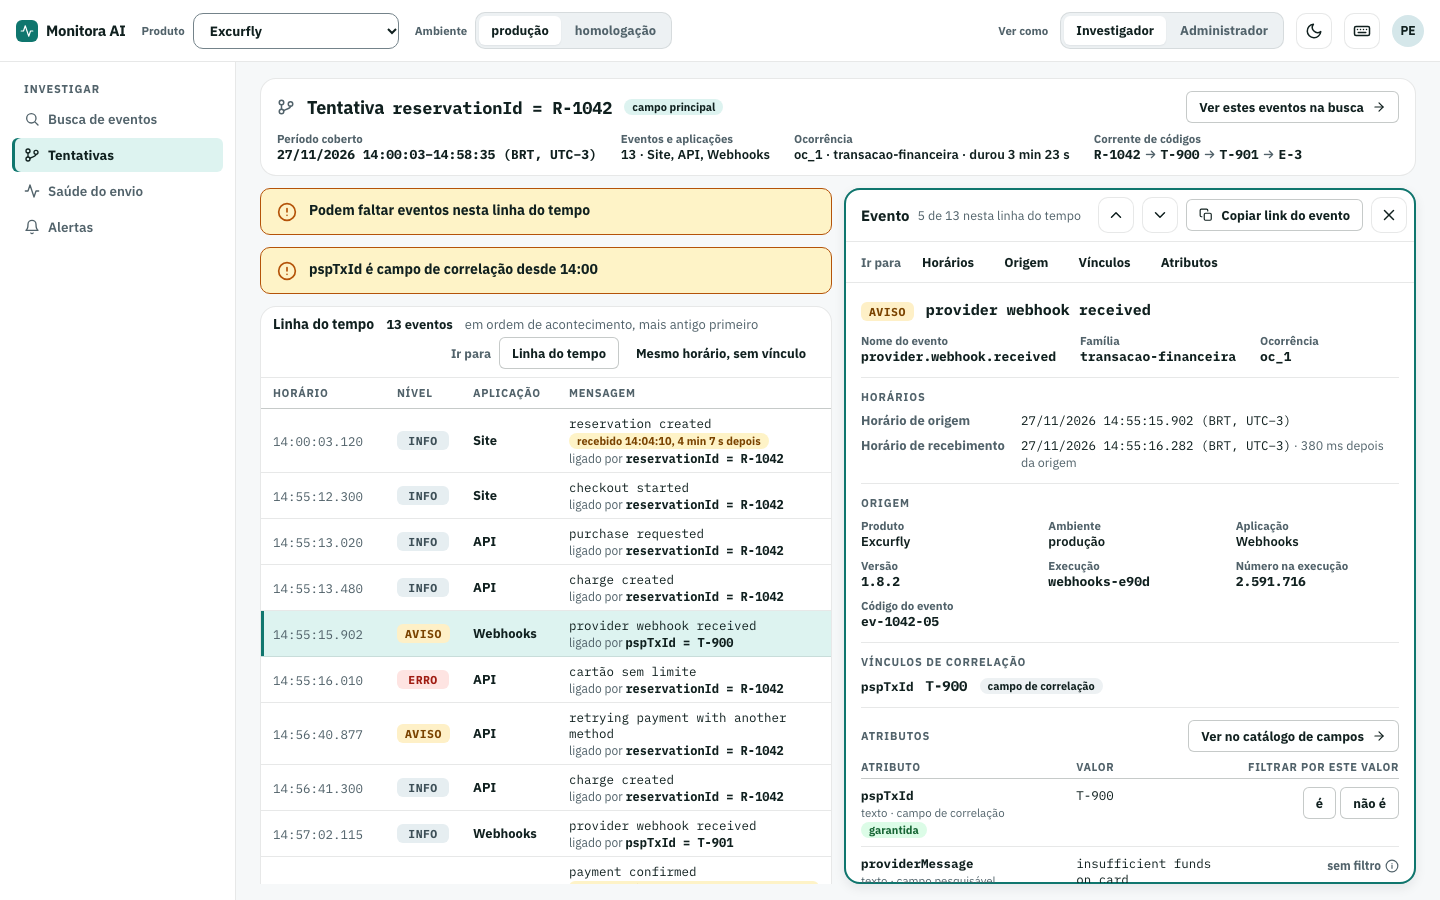 Monitora AI
Produto
Excurfly
Ambiente
produção
homologação
Ver como
Investigador
Administrador
PE
INVESTIGAR
Busca de eventos
Tentativas
Saúde do envio
Alertas
Tentativa reservationId = R-1042
campo principal
Ver estes eventos na busca →
Período coberto
27/11/2026 14:00:03–14:58:35 (BRT, UTC−3)
Eventos e aplicações
13 · Site, API, Webhooks
Ocorrência
oc_1 · transacao-financeira · durou 3 min 23 s
Corrente de códigos
R-1042 → T-900 → T-901 → E-3
Podem faltar eventos nesta linha do tempo
pspTxId é campo de correlação desde 14:00
Linha do tempo 13 eventos em ordem de acontecimento, mais antigo primeiro
Ir para
Linha do tempo
Mesmo horário, sem vínculo
HORÁRIO NÍVEL APLICAÇÃO MENSAGEM
14:00:03.120 INFO Site reservation created
recebido 14:04:10, 4 min 7 s depois
ligado por reservationId = R-1042
14:55:12.300 INFO Site checkout started
ligado por reservationId = R-1042
14:55:13.020 INFO API purchase requested
ligado por reservationId = R-1042
14:55:13.480 INFO API charge created
ligado por reservationId = R-1042
14:55:15.902 AVISO Webhooks provider webhook received
ligado por pspTxId = T-900
14:55:16.010 ERRO API cartão sem limite
ligado por reservationId = R-1042
14:56:40.877 AVISO API retrying payment with another
method
ligado por reservationId = R-1042
14:56:41.300 INFO API charge created
ligado por reservationId = R-1042
14:57:02.115 INFO Webhooks provider webhook received
ligado por pspTxId = T-901
payment confirmed
Evento 5 de 13 nesta linha do tempo
Copiar link do evento
Ir para
Horários
Origem
Vínculos
Atributos
AVISO provider webhook received
Nome do evento
provider.webhook.received
Família
transacao-financeira
Ocorrência
oc_1
HORÁRIOS
Horário de origem 27/11/2026 14:55:15.902 (BRT, UTC−3)
Horário de recebimento 27/11/2026 14:55:16.282 (BRT, UTC−3) · 380 ms depois
da origem
ORIGEM
Produto
Excurfly
Ambiente
produção
Aplicação
Webhooks
Versão
1.8.2
Execução
webhooks-e90d
Número na execução
2.591.716
Código do evento
ev-1042-05
VÍNCULOS DE CORRELAÇÃO
pspTxId T-900 campo de correlação
ATRIBUTOS
Ver no catálogo de campos →
ATRIBUTO VALOR FILTRAR POR ESTE VALOR
pspTxId T-900 é não é
texto · campo de correlação
garantida
providerMessage insufficient funds sem filtro
texto · campo pesquisável on card